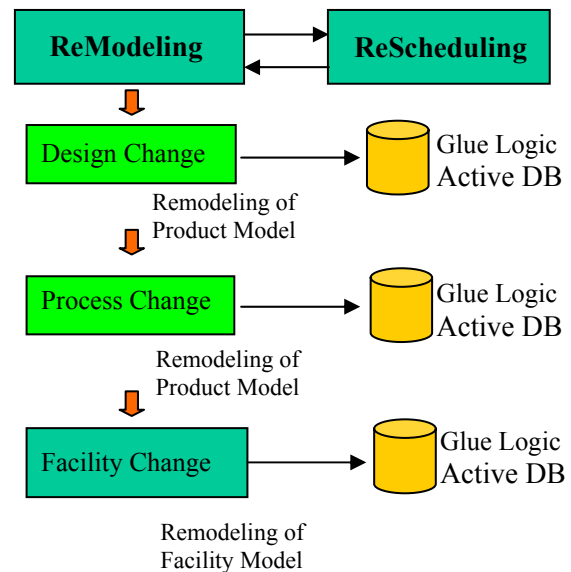 ReModeling
ReScheduling
Design Change
Glue Logic
Active DB
Remodeling of
Product Model
Process Change
Glue Logic
Active DB
Remodeling of
Product Model
Facility Change
Glue Logic
Active DB
Remodeling of
Facility Model